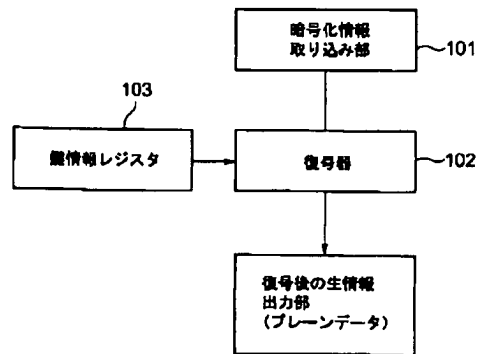 暗号化情報
取り込み部
101
103
鍵情報レジスタ
復号器
102
復号後の生情報
出力部
(プレーンデータ)